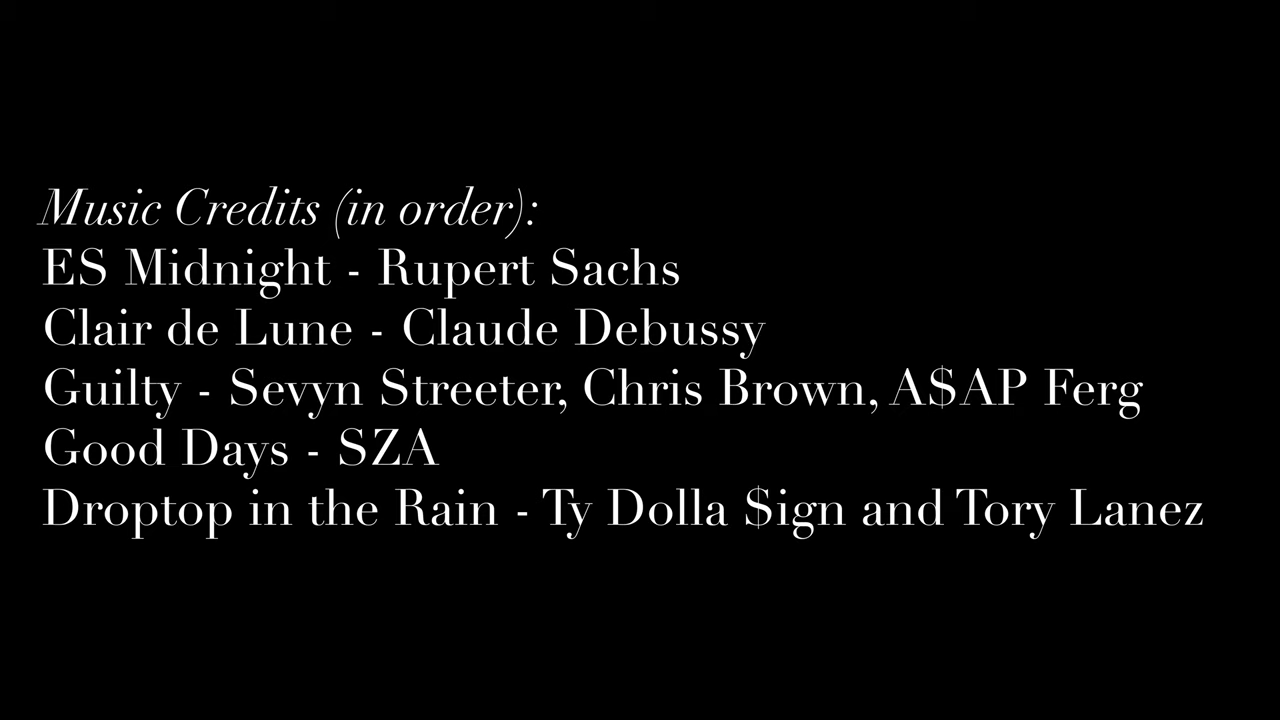 Music Credits (in order):
ES Midnight - Rupert Sachs
Clair de Lune - Claude Debussy
Guilty - Sevyn Streeter, Chris Brown, A$AP Ferg
Good Days - SZA
Droptop in the Rain - Ty Dolla $ign and Tory Lanez